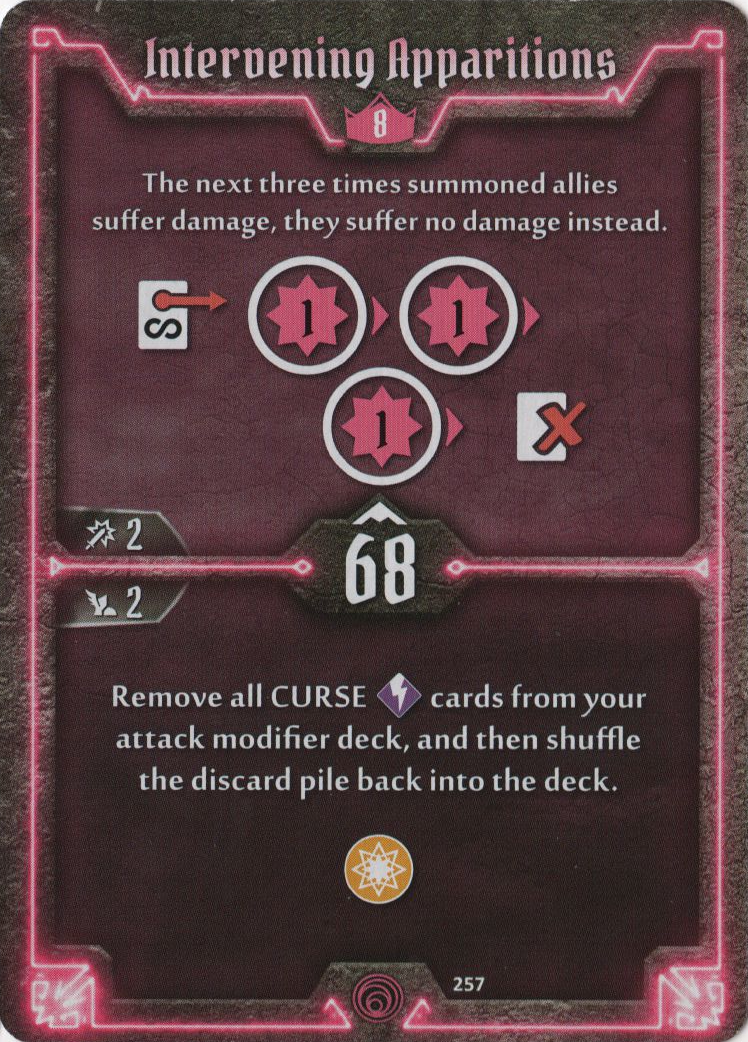 Intervening Apparitions
8
The next three times summoned allies
suffer damage, they suffer no damage instead.
1 1
1
2
68
2
Remove all CURSE cards from your
attack modifier deck, and then shuffle
the discard pile back into the deck.
257